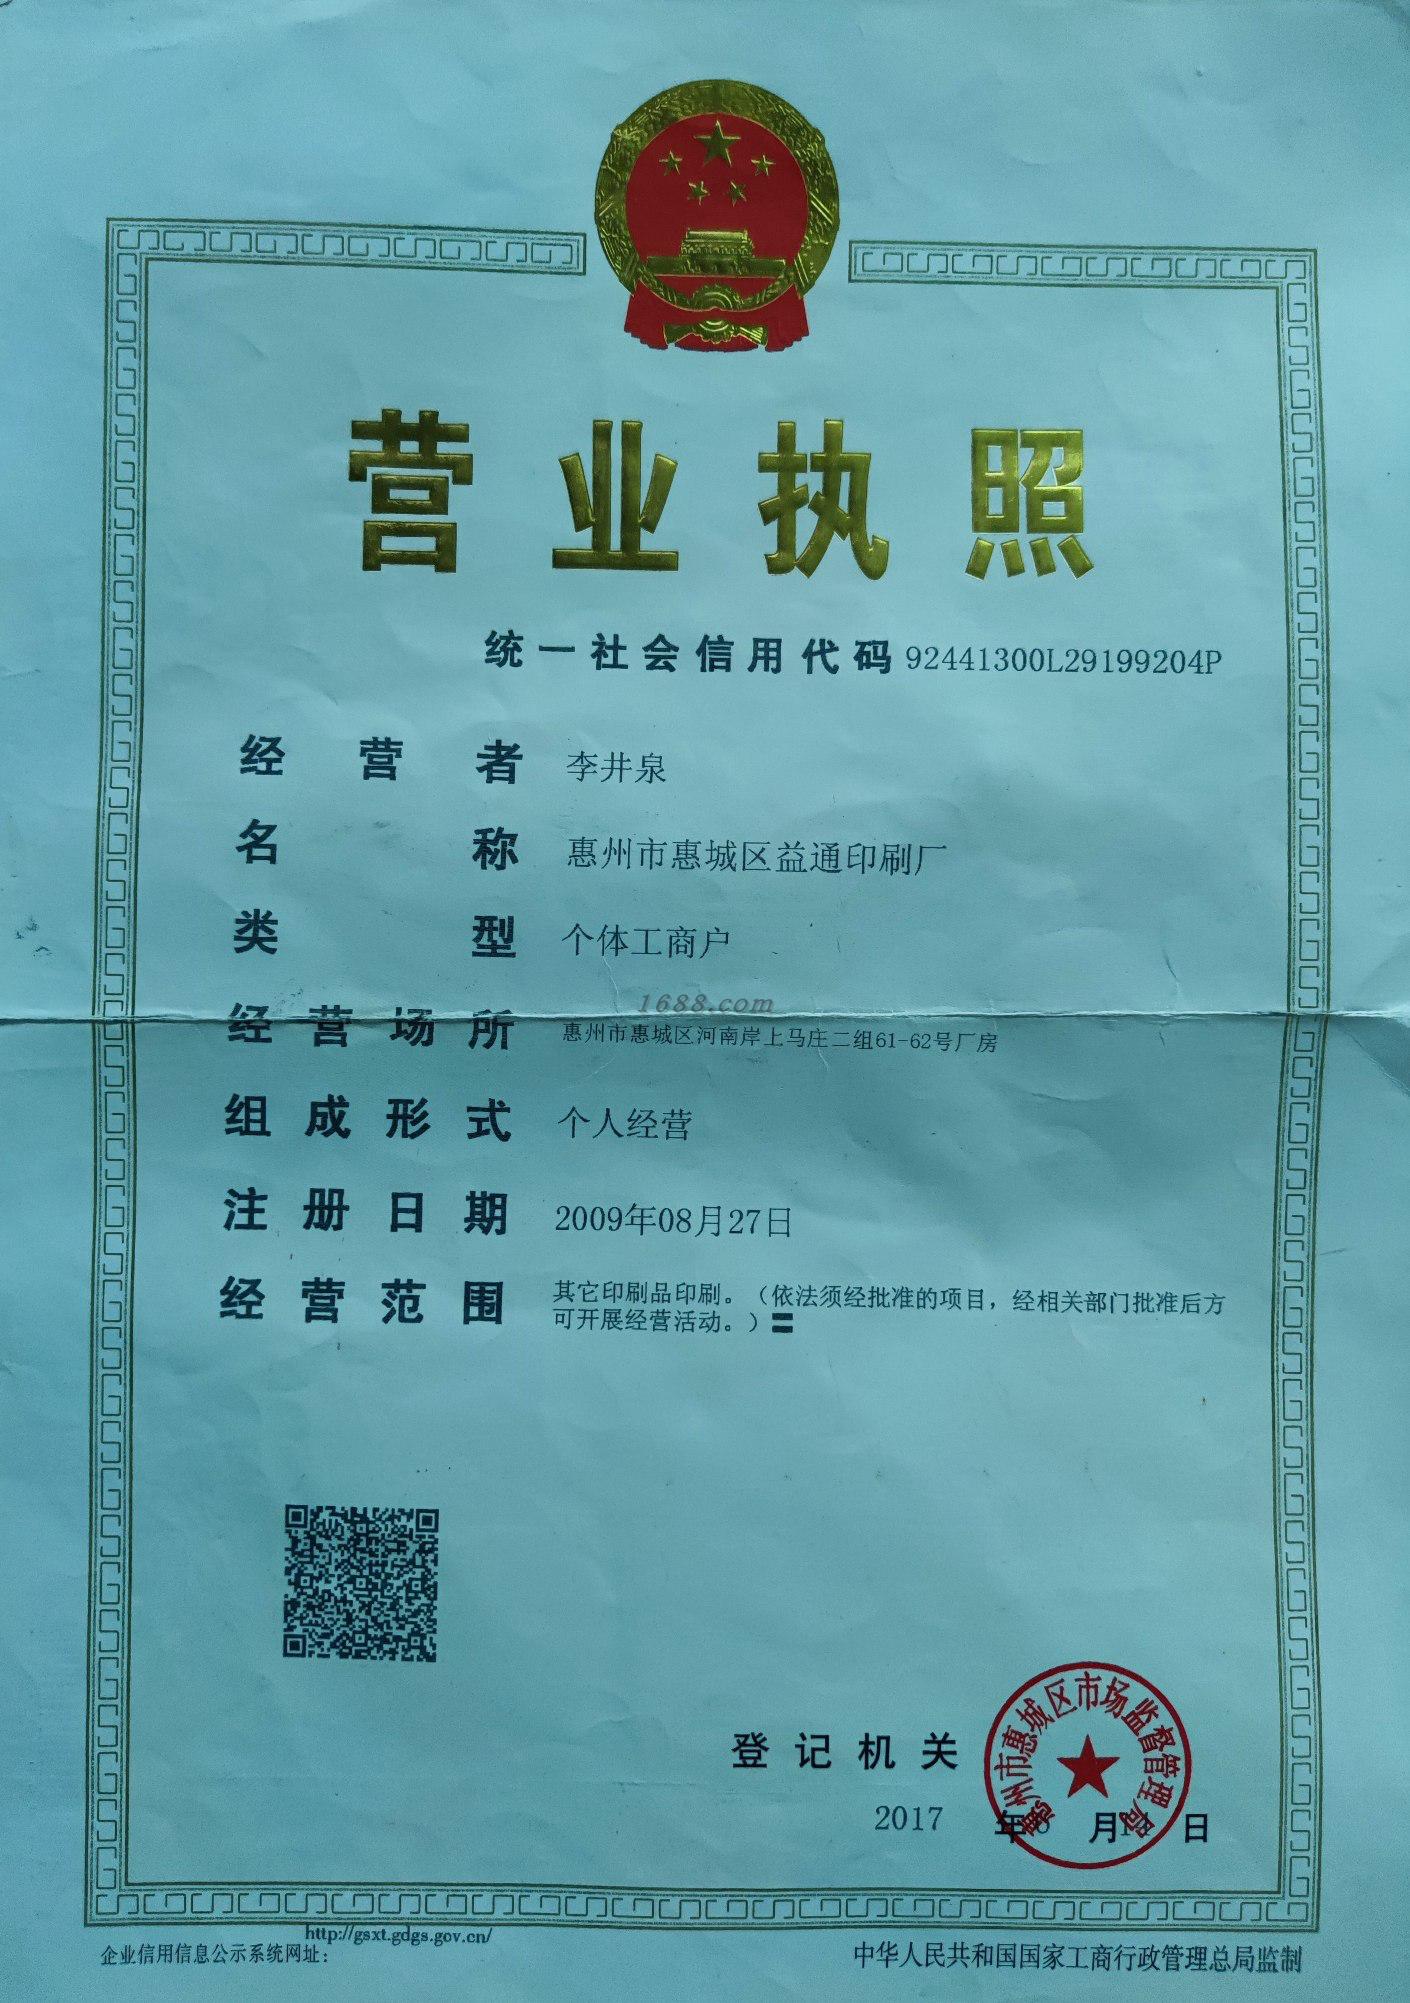 营业执照
统一社会信用代码 92441300L29199204P
经营者 李井泉
名称 惠州市惠城区益通印刷厂
类型 个体工商户
1688.com
经营场所 惠州市惠城区河南岸上马庄二组61-62号厂房
组成形式 个人经营
注册日期 2009年08月27日
经营范围 其它印刷品印刷。（依法须经批准的项目，经相关部门批准后方
可开展经营活动。）
惠州市惠城区市场监督管理局
登记机关
2017 年 月 日
http://gsxt.gdgs.gov.cn/
企业信用信息公示系统网址：
中华人民共和国国家工商行政管理总局监制